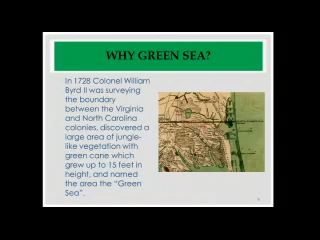 WHY GREEN SEA?
In 1728 Colonel William
Byrd II was surveying
the boundary
between the Virginia
and North Carolina
colonies, discovered a
large area of jungle-
like vegetation with
green cane which
grew up to 15 feet in
height, and named
the area the “Green
Sea”.